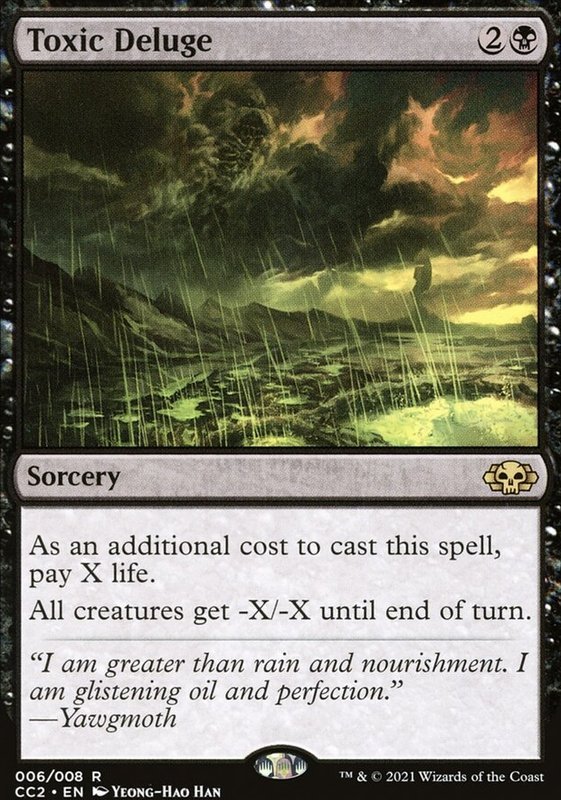 Toxic Deluge 2
Sorcery
As an additional cost to cast this spell,
pay X life.
All creatures get -X/-X until end of turn.
“I am greater than rain and nourishment. I
am glistening oil and perfection.”
—Yawgmoth
006/008 R
CC2 • EN Yeong-Hao Han
™ & © 2021 Wizards of the Coast